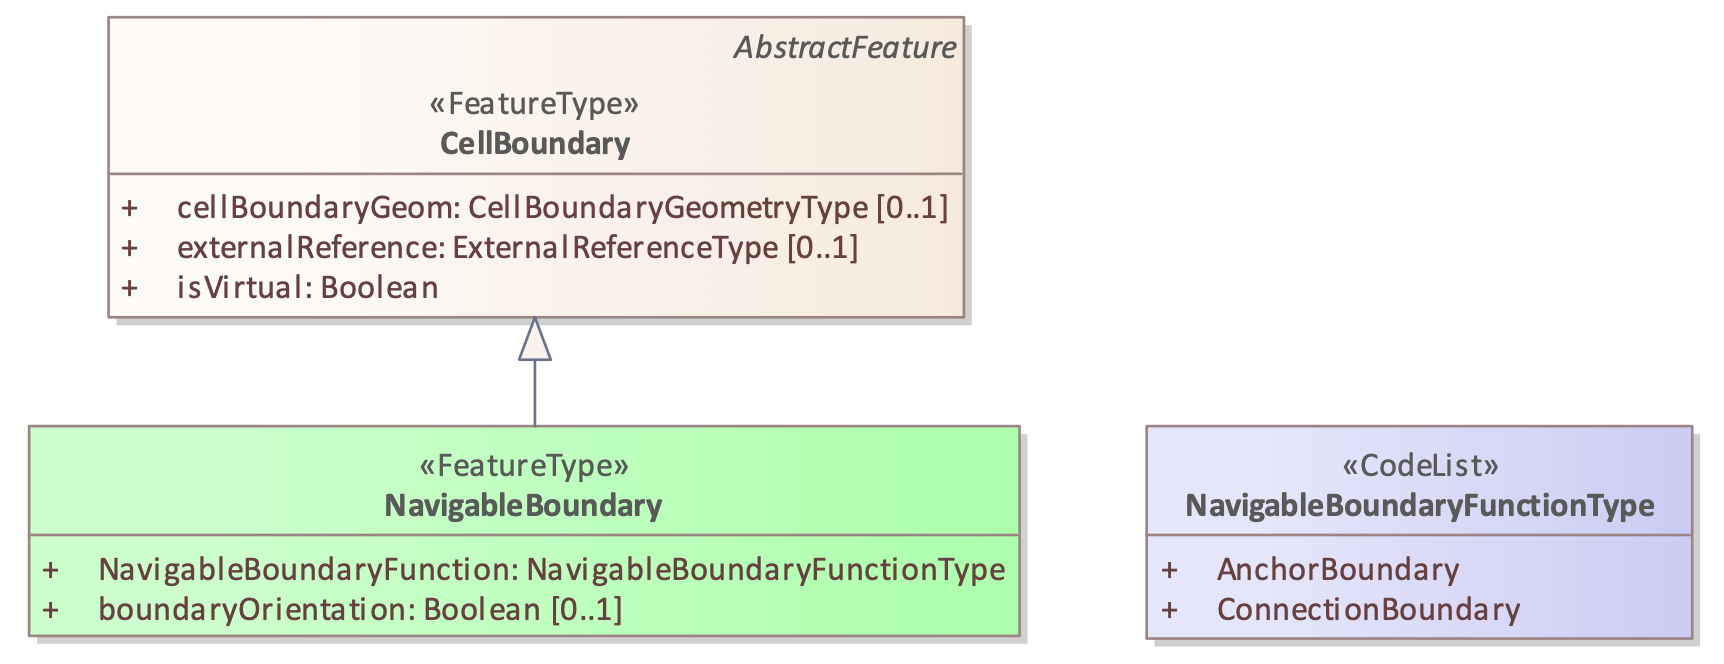 AbstractFeature
«FeatureType»
CellBoundary
+ cellBoundaryGeom: CellBoundaryGeometryType [0..1]
+ externalReference: ExternalReferenceType [0..1]
+ isVirtual: Boolean
«FeatureType»
NavigableBoundary
+ NavigableBoundaryFunction: NavigableBoundaryFunctionType
+ boundaryOrientation: Boolean [0..1]
«CodeList»
NavigableBoundaryFunctionType
+ AnchorBoundary
+ ConnectionBoundary